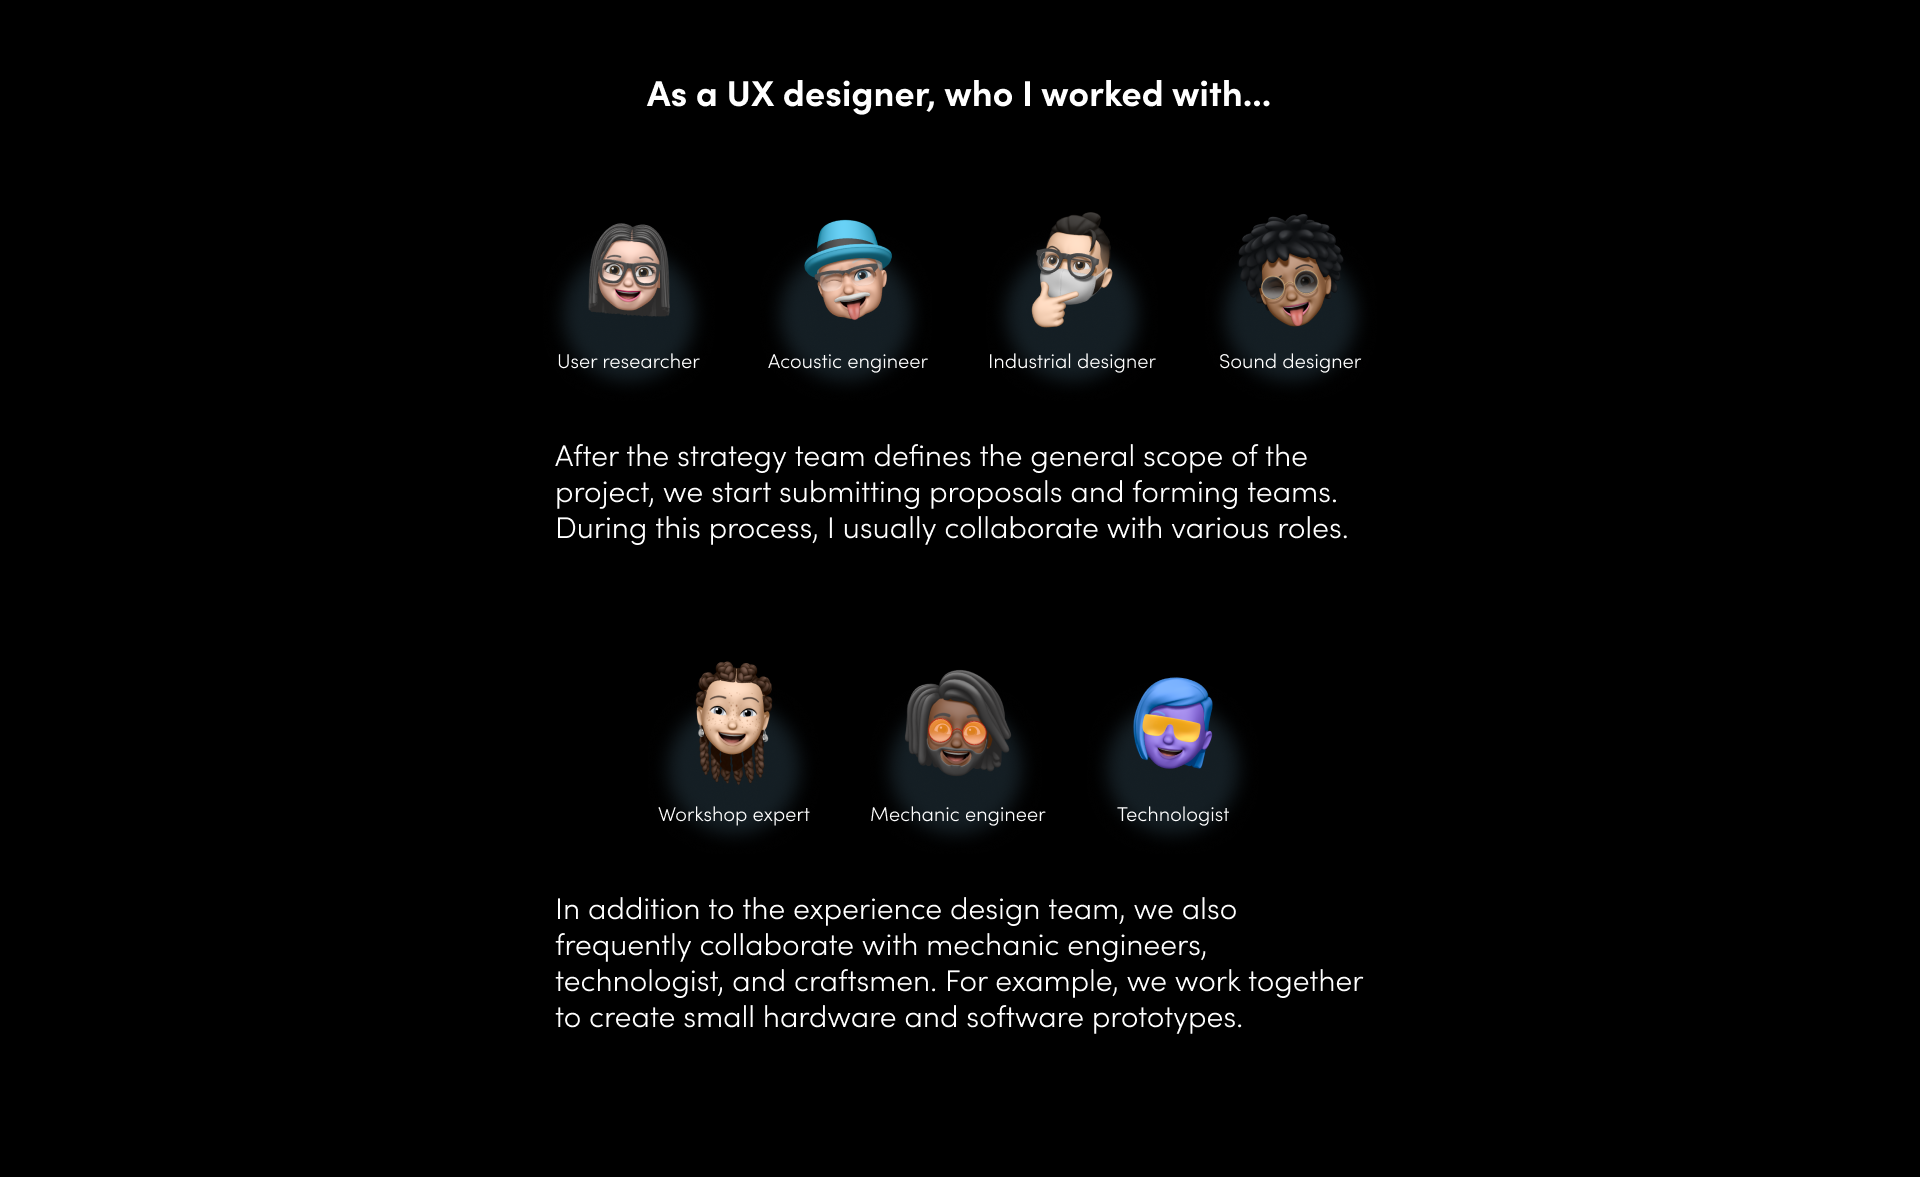 As a UX designer, who I worked with...
User researcher
Acoustic engineer
Industrial designer
Sound designer
After the strategy team defines the general scope of the
project, we start submitting proposals and forming teams.
During this process, I usually collaborate with various roles.
Workshop expert
Mechanic engineer
Technologist
In addition to the experience design team, we also
frequently collaborate with mechanic engineers,
technologist, and craftsmen. For example, we work together
to create small hardware and software prototypes.